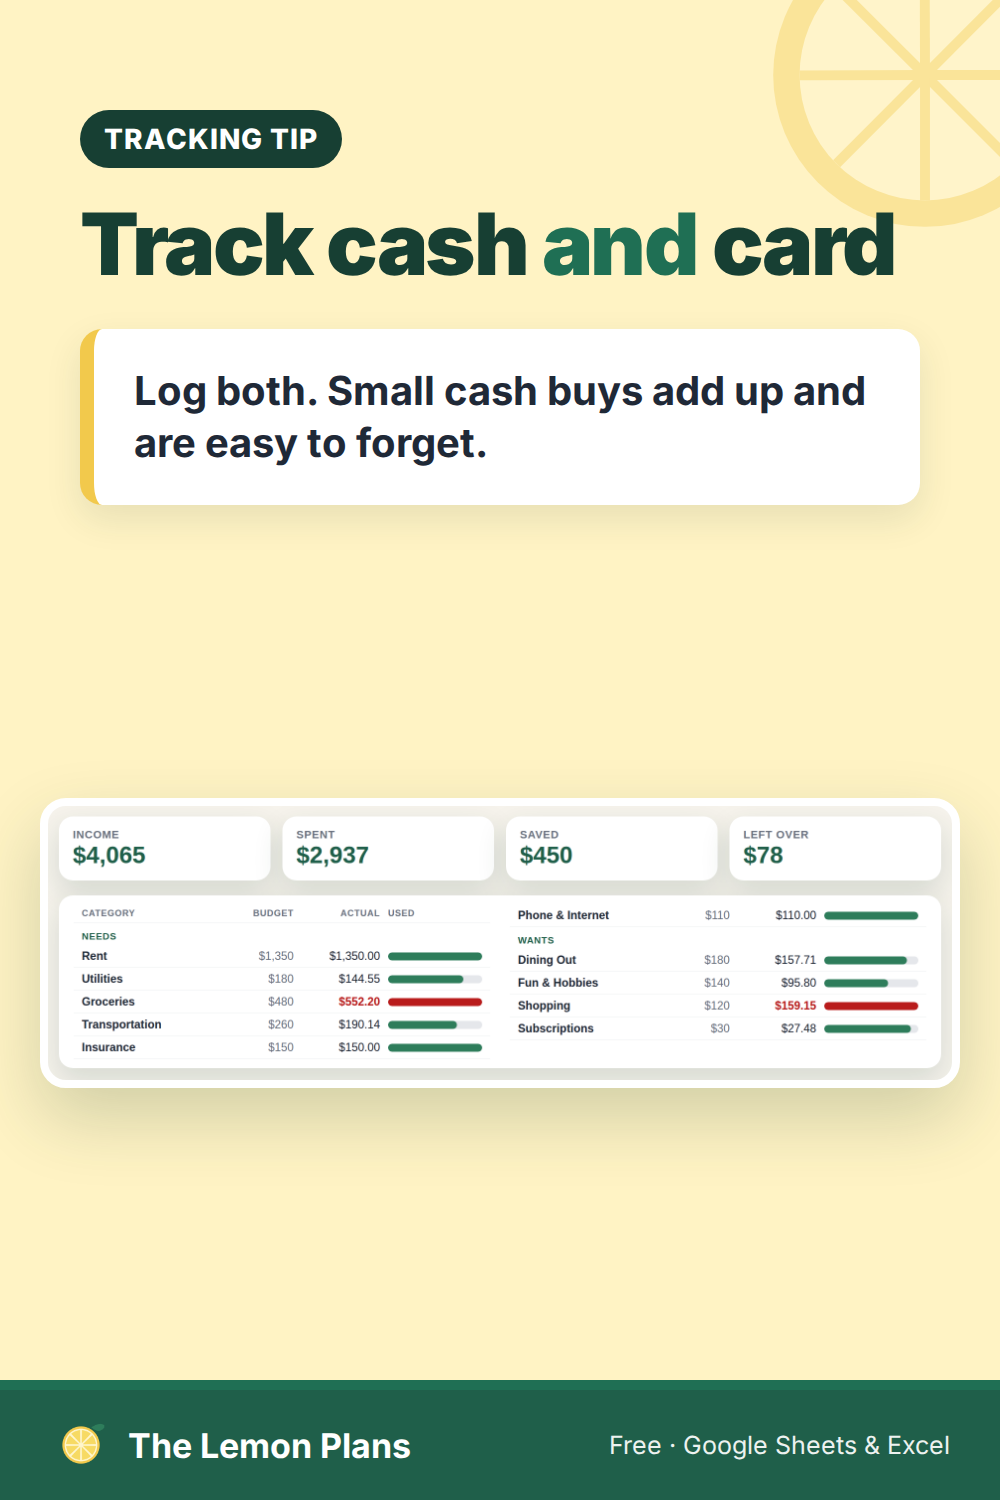 TRACKING TIP
Track cash and card
Log both. Small cash buys add up and
are easy to forget.
INCOME
$4,065
SPENT
$2,937
SAVED
$450
LEFT OVER
$78
CATEGORY BUDGET ACTUAL USED
NEEDS
Rent $1,350 $1,350.00
Utilities $180 $144.55
Groceries $480 $552.20
Transportation $260 $190.14
Insurance $150 $150.00
Phone & Internet $110 $110.00
WANTS
Dining Out $180 $157.71
Fun & Hobbies $140 $95.80
Shopping $120 $159.15
Subscriptions $30 $27.48
The Lemon Plans
Free · Google Sheets & Excel